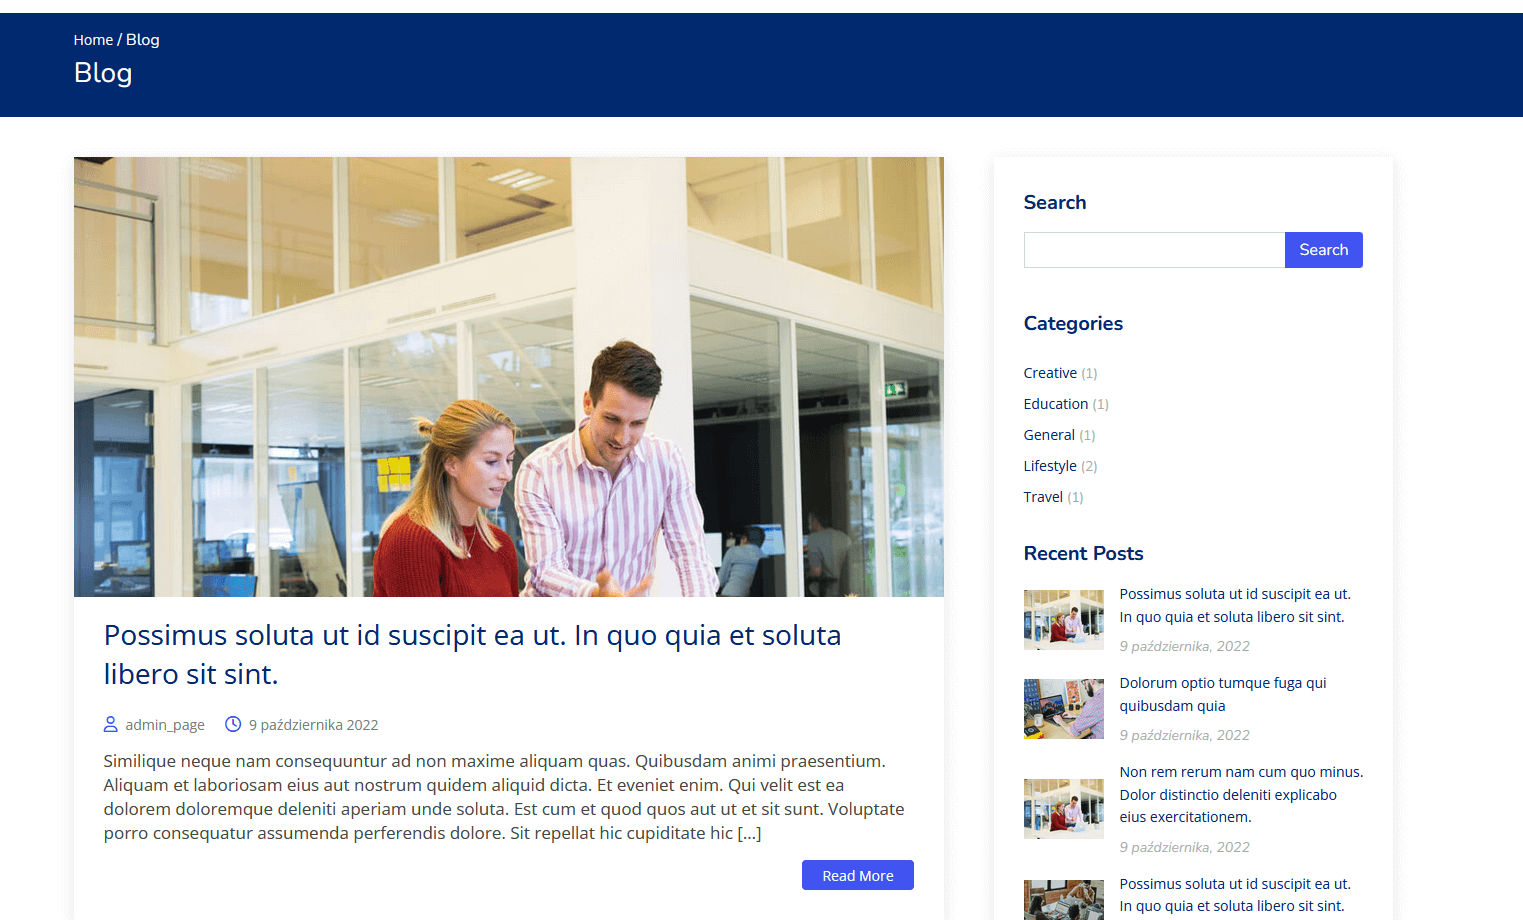 Home / Blog
Blog
Possimus soluta ut id suscipit ea ut. In quo quia et soluta
libero sit sint.
admin_page 9 października 2022
Similique neque nam consequuntur ad non maxime aliquam quas. Quibusdam animi praesentium.
Aliquam et laboriosam eius aut nostrum quidem aliquid dicta. Et eveniet enim. Qui velit est ea
dolorem doloremque deleniti aperiam unde soluta. Est cum et quod quos aut ut et sit sunt. Voluptate
porro consequatur assumenda perferendis dolore. Sit repellat hic cupiditate hic [...]
Read More
Search
Search
Categories
Creative (1)
Education (1)
General (1)
Lifestyle (2)
Travel (1)
Recent Posts
Possimus soluta ut id suscipit ea ut.
In quo quia et soluta libero sit sint.
9 października, 2022
Dolorum optio tumque fuga qui
quibusdam quia
9 października, 2022
Non rem rerum nam cum quo minus.
Dolor distinctio deleniti explicabo
eius exercitationem.
9 października, 2022
Possimus soluta ut id suscipit ea ut.
In quo quia et soluta libero sit sint.